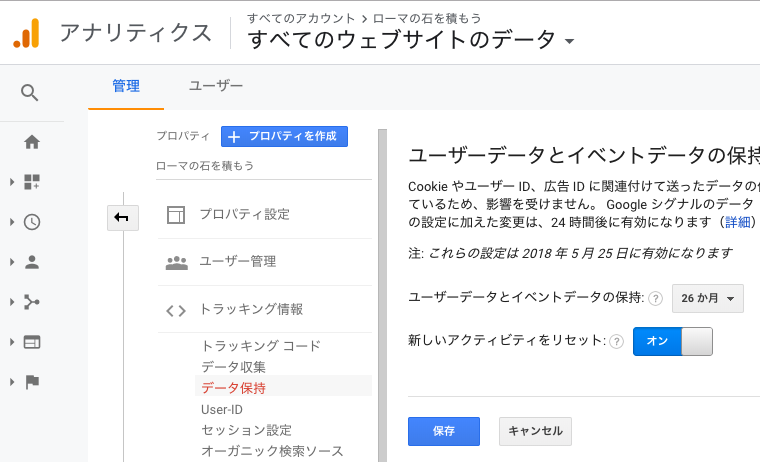 アナリティクス
すべてのアカウント > ローマの石を積もう
すべてのウェブサイトのデータ
管理
ユーザー
プロパティ
+ プロパティを作成
ローマの石を積もう
プロパティ設定
ユーザー管理
トラッキング情報
トラッキング コード
データ収集
データ保持
User-ID
セッション設定
オーガニック検索ソース
ユーザーデータとイベントデータの保持
Cookie やユーザー ID、広告 ID に関連付けて送ったデータの
ているため、影響を受けません。 Google シグナルのデータ
の設定に加えた変更は、24 時間後に有効になります（詳細）
注: これらの設定は 2018 年 5 月 25 日に有効になります
ユーザーデータとイベントデータの保持: ?
26 か月
新しいアクティビティをリセット: ?
オン
保存
キャンセル